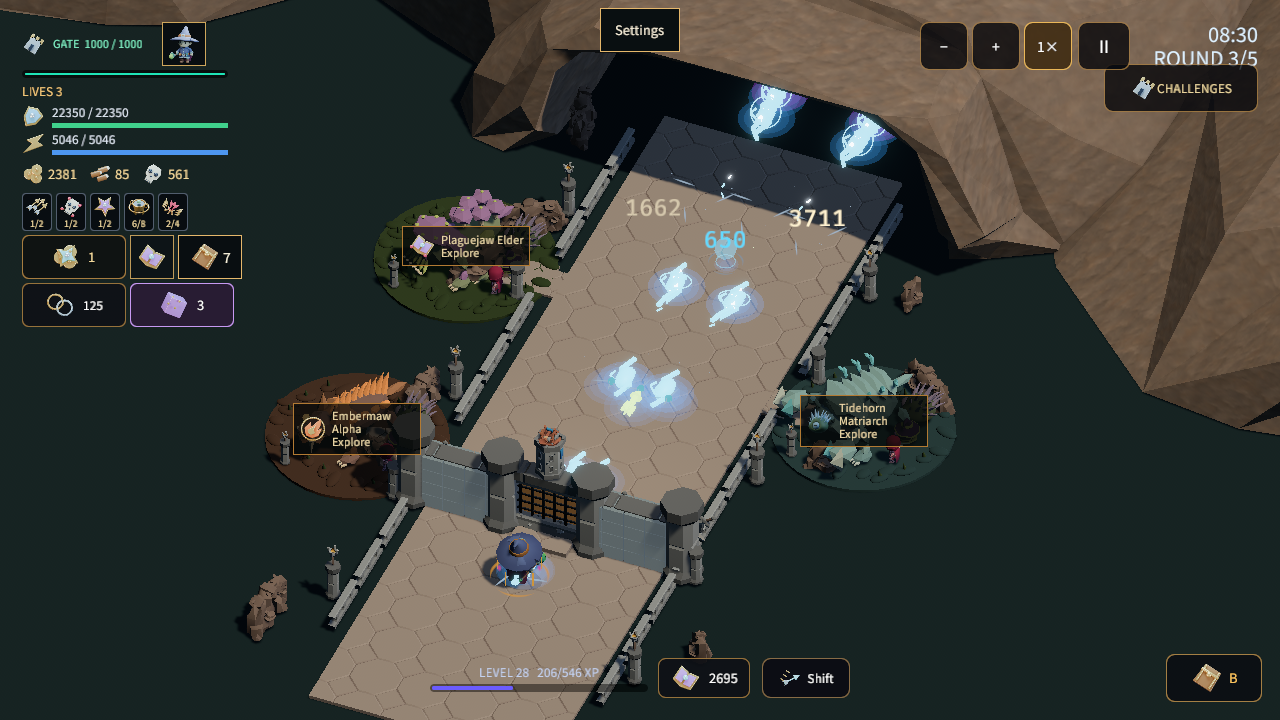 GATE 1000 / 1000
Settings
−
+
1×
08:30
ROUND 3/5
CHALLENGES
LIVES 3
22350 / 22350
5046 / 5046
2381
85
561
1/2
1/2
1/2
6/8
2/4
1
7
125
3
1662
3711
650
Plaguejaw Elder
Explore
Embermaw
Alpha
Explore
Tidehorn
Matriarch
Explore
LEVEL 28 206/546 XP
2695
Shift
B